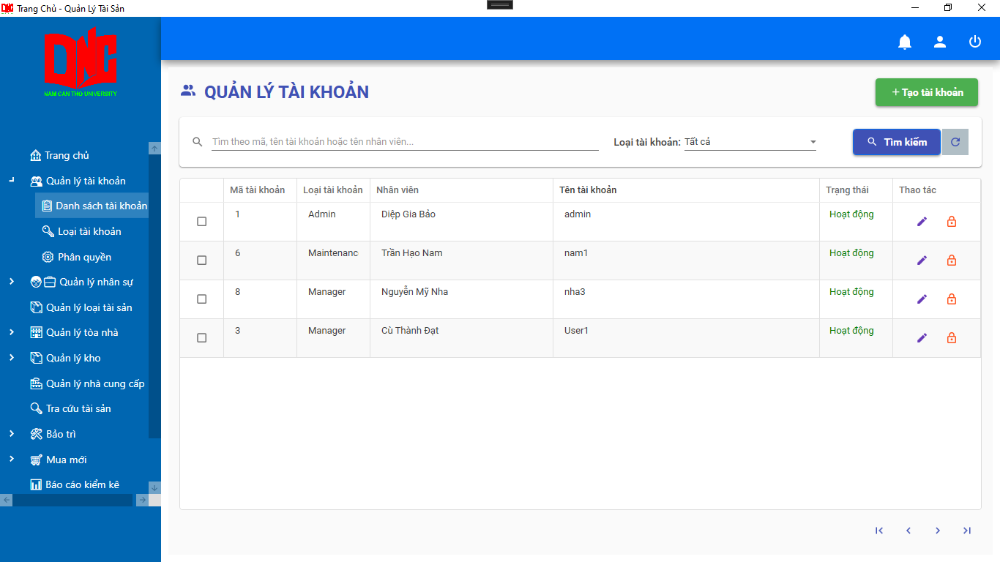 Trang Chủ - Quản Lý Tài Sản
DNC
NAM CAN THO UNIVERSITY
Trang chủ
Quản lý tài khoản
Danh sách tài khoản
Loại tài khoản
Phân quyền
Quản lý nhân sự
Quản lý loại tài sản
Quản lý tòa nhà
Quản lý kho
Quản lý nhà cung cấp
Tra cứu tài sản
Bảo trì
Mua mới
Báo cáo kiểm kê
QUẢN LÝ TÀI KHOẢN
+ Tạo tài khoản
Tìm theo mã, tên tài khoản hoặc tên nhân viên...
Loại tài khoản: Tất cả
Tìm kiếm
Mã tài khoản Loại tài khoản Nhân viên Tên tài khoản Trạng thái Thao tác
1 Admin Diệp Gia Bảo admin Hoạt động
6 Maintenanc Trần Hạo Nam nam1 Hoạt động
8 Manager Nguyễn Mỹ Nha nha3 Hoạt động
3 Manager Cù Thành Đạt User1 Hoạt động